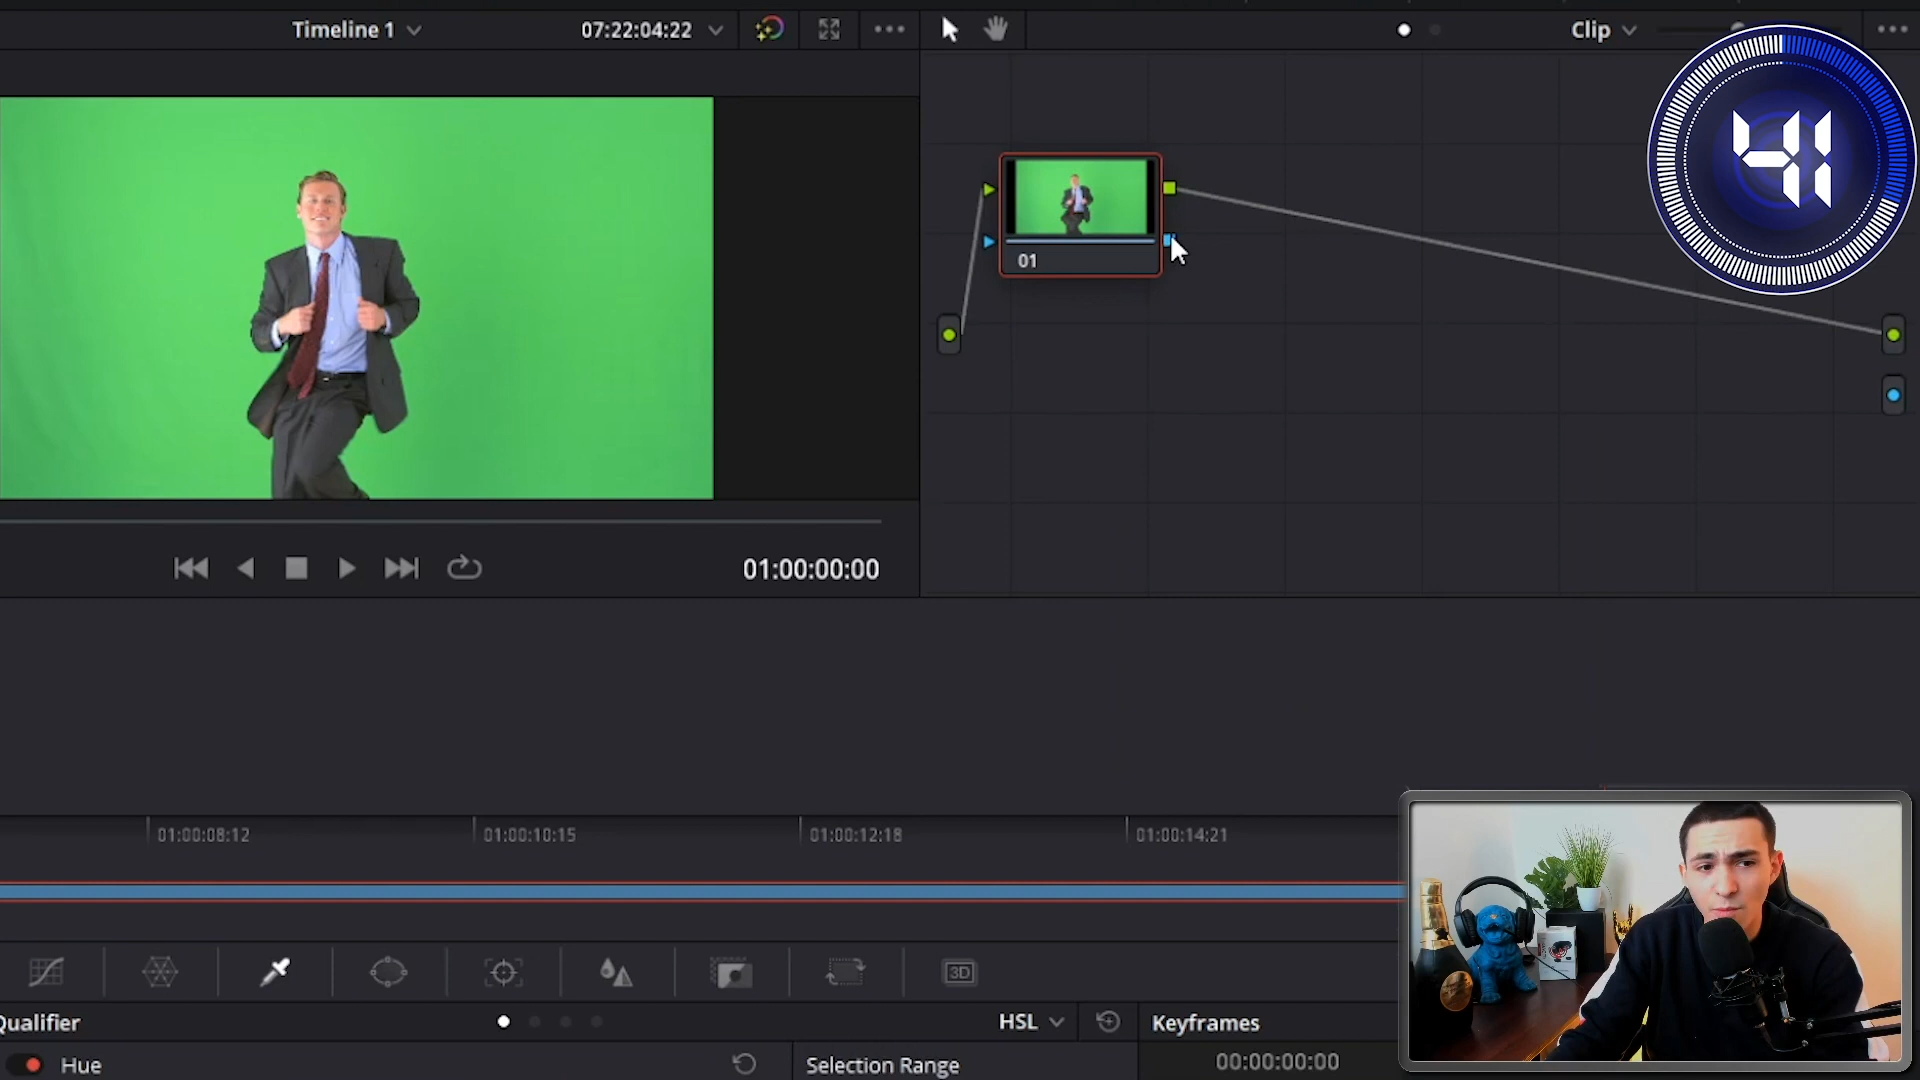 Timeline 1
07:22:04:22
Clip
41
01
01:00:00:00
01:00:08:12
01:00:10:15
01:00:12:18
01:00:14:21
3D
Qualifier
HSL
Keyframes
Hue
Selection Range
00:00:00:00